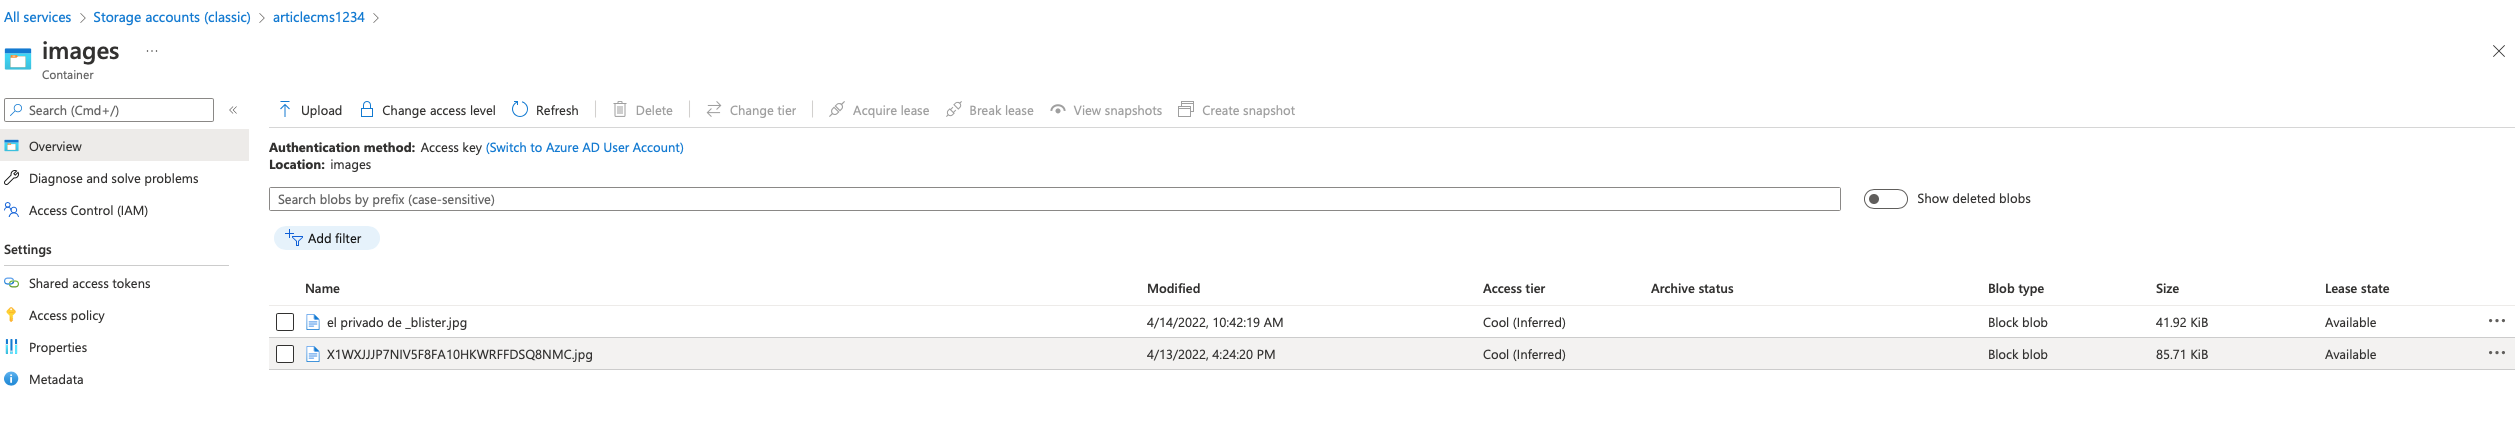 All services > Storage accounts (classic) > articlecms1234 >
images ...
Container
Search (Cmd+/) «
Upload Change access level Refresh Delete Change tier Acquire lease Break lease View snapshots Create snapshot
Overview
Diagnose and solve problems
Access Control (IAM)
Settings
Shared access tokens
Access policy
Properties
Metadata
Authentication method: Access key (Switch to Azure AD User Account)
Location: images
Search blobs by prefix (case-sensitive) Show deleted blobs
Add filter
Name Modified Access tier Archive status Blob type Size Lease state
el privado de _blister.jpg 4/14/2022, 10:42:19 AM Cool (Inferred) Block blob 41.92 KiB Available ...
X1WXJJJP7NIV5F8FA10HKWRFFDSQ8NMC.jpg 4/13/2022, 4:24:20 PM Cool (Inferred) Block blob 85.71 KiB Available ...